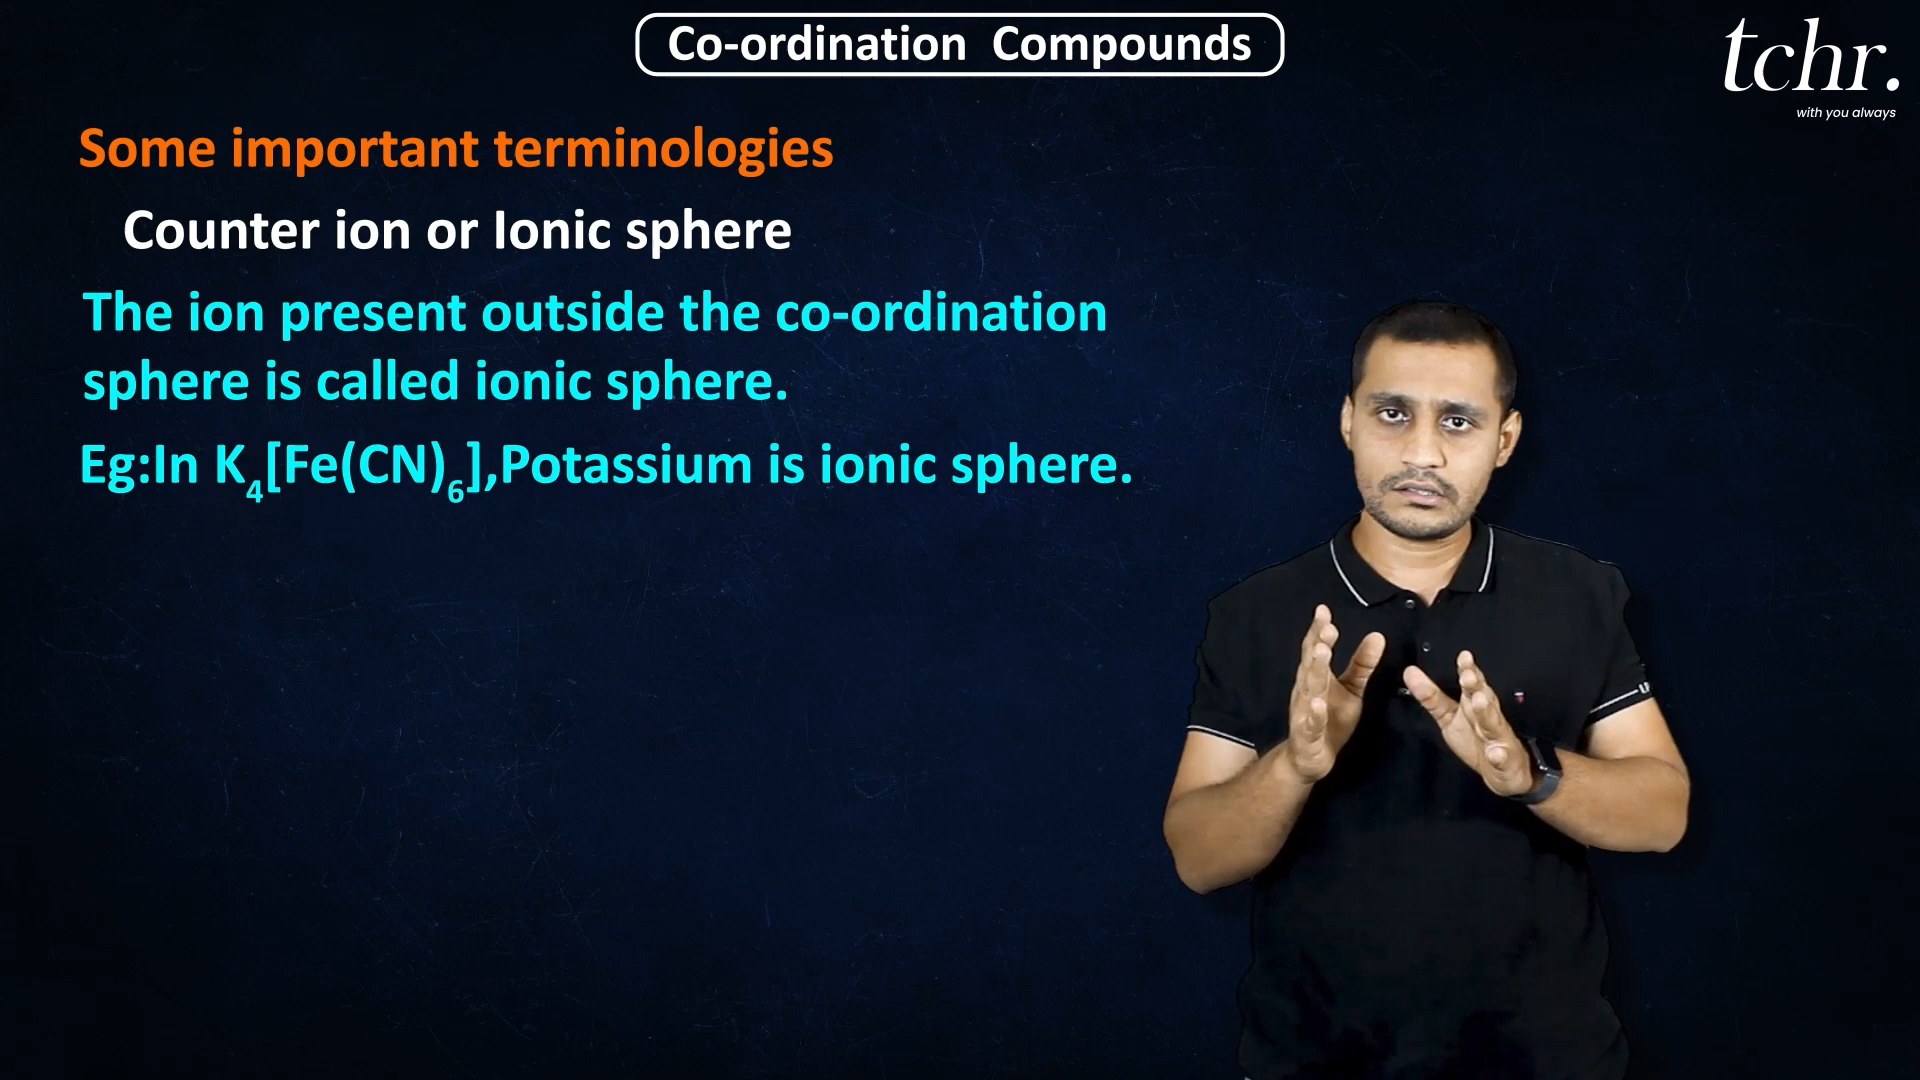 Co-ordination Compounds
tchr.
with you always
Some important terminologies
Counter ion or Ionic sphere
The ion present outside the co-ordination
sphere is called ionic sphere.
Eg:In K₄[Fe(CN)₆],Potassium is ionic sphere.